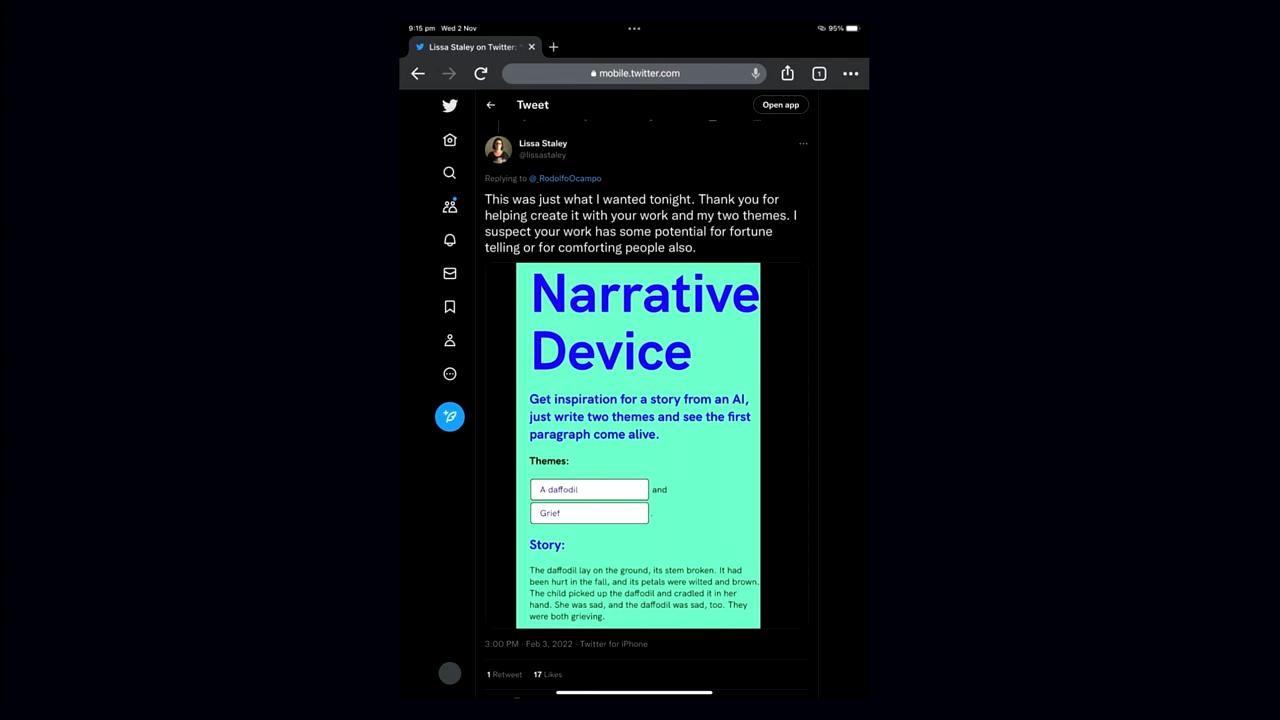 9:15 pm Wed 2 Nov
95%
Lissa Staley on Twitter:
mobile.twitter.com
1
Tweet
Open app
Lissa Staley
@lissastaley
Replying to @_RodolfoOcampo
This was just what I wanted tonight. Thank you for
helping create it with your work and my two themes. I
suspect your work has some potential for fortune
telling or for comforting people also.
Narrative
Device
Get inspiration for a story from an AI,
just write two themes and see the first
paragraph come alive.
Themes:
A daffodil and
Grief .
Story:
The daffodil lay on the ground, its stem broken. It had
been hurt in the fall, and its petals were wilted and brown.
The child picked up the daffodil and cradled it in her
hand. She was sad, and the daffodil was sad, too. They
were both grieving.
3:00 PM · Feb 3, 2022 · Twitter for iPhone
1 Retweet 17 Likes